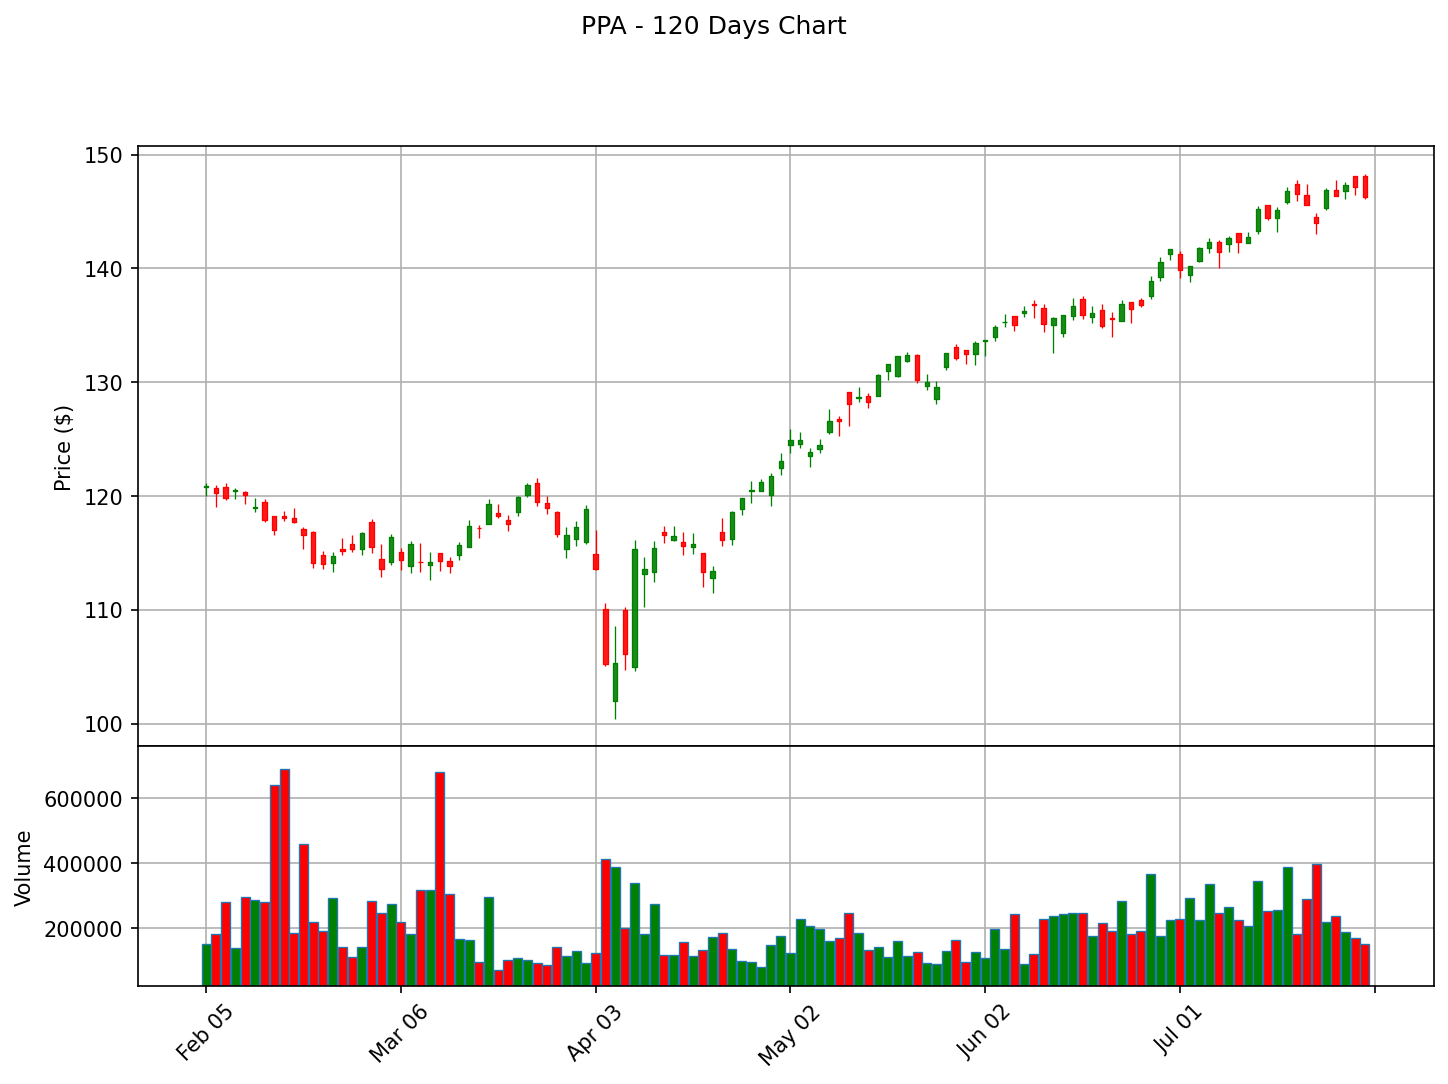 PPA - 120 Days Chart
150
140
130
120
110
100
Price ($)
600000
400000
200000
Volume
Feb 05
Mar 06
Apr 03
May 02
Jun 02
Jul 01